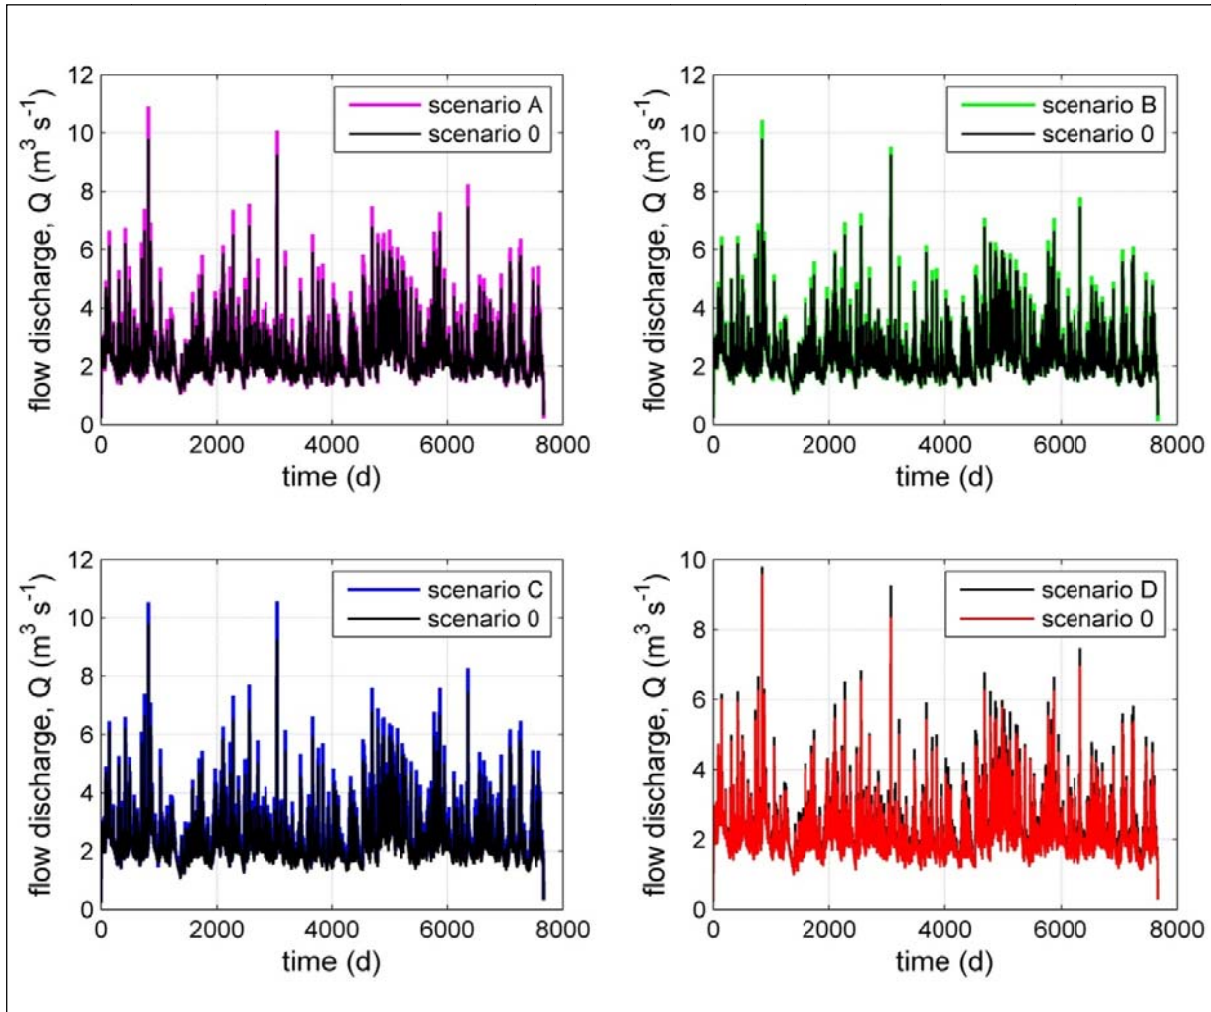 12
10
8
6
4
2
0
flow discharge, Q (m³ s⁻¹)
scenario A
scenario 0
0 2000 4000 6000 8000
time (d)
12
10
8
6
4
2
0
flow discharge, Q (m³ s⁻¹)
scenario B
scenario 0
0 2000 4000 6000 8000
time (d)
12
10
8
6
4
2
0
flow discharge, Q (m³ s⁻¹)
scenario C
scenario 0
0 2000 4000 6000 8000
time (d)
10
8
6
4
2
0
flow discharge, Q (m³ s⁻¹)
scenario D
scenario 0
0 2000 4000 6000 8000
time (d)